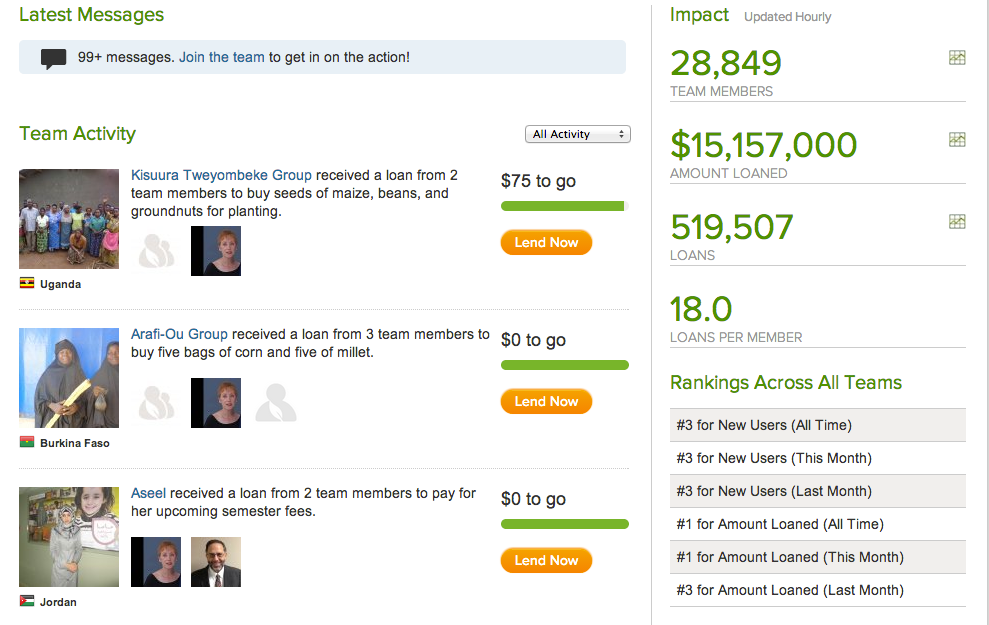 Latest Messages
99+ messages. Join the team to get in on the action!
Team Activity
All Activity
Kisuura Tweyombeke Group received a loan from 2
team members to buy seeds of maize, beans, and
groundnuts for planting.
$75 to go
Lend Now
Uganda
Arafi-Ou Group received a loan from 3 team members to
buy five bags of corn and five of millet.
$0 to go
Lend Now
Burkina Faso
Aseel received a loan from 2 team members to pay for
her upcoming semester fees.
$0 to go
Lend Now
Jordan
Impact Updated Hourly
28,849
TEAM MEMBERS
$15,157,000
AMOUNT LOANED
519,507
LOANS
18.0
LOANS PER MEMBER
Rankings Across All Teams
#3 for New Users (All Time)
#3 for New Users (This Month)
#3 for New Users (Last Month)
#1 for Amount Loaned (All Time)
#1 for Amount Loaned (This Month)
#3 for Amount Loaned (Last Month)